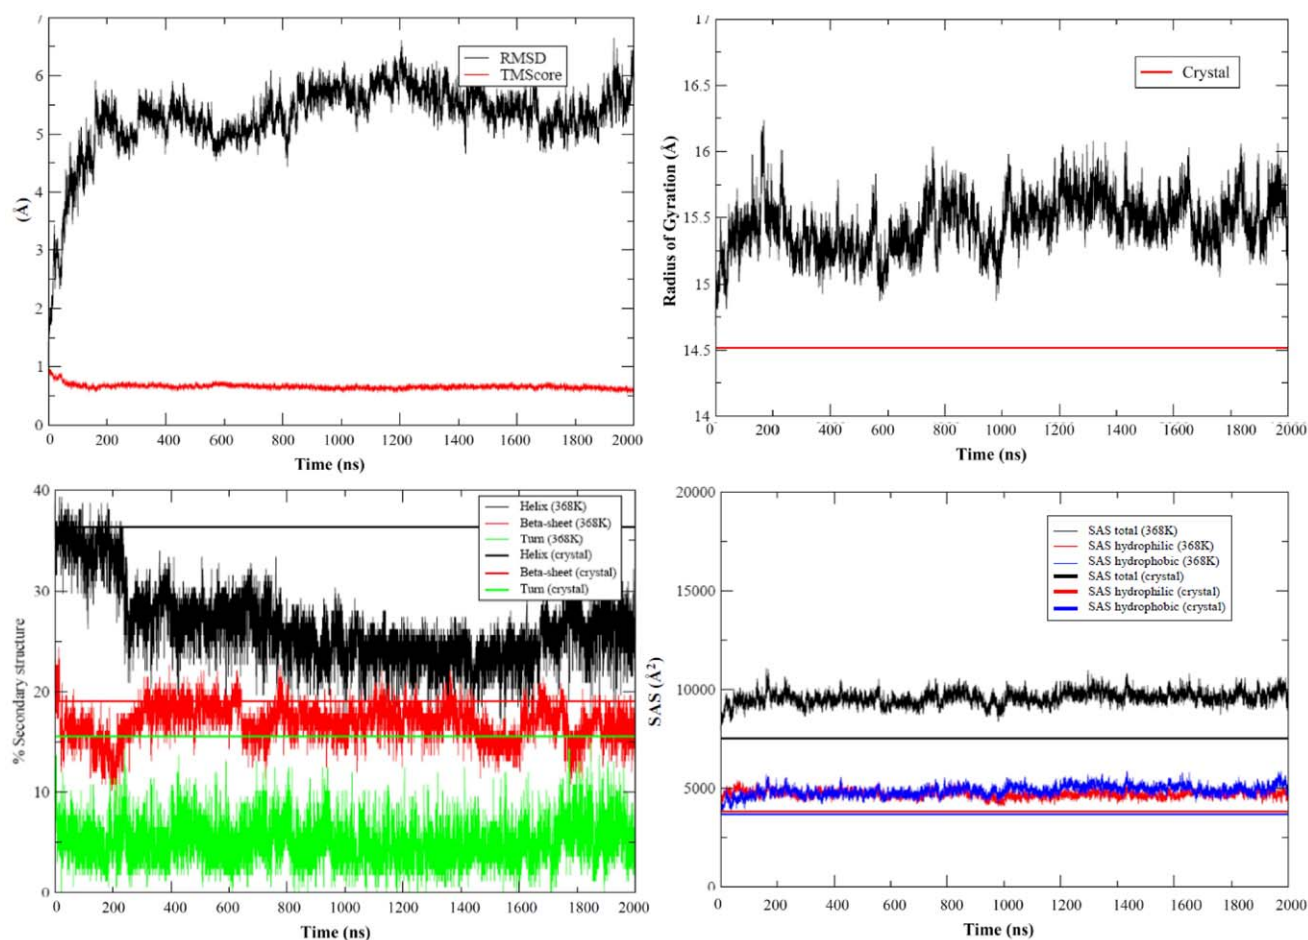 7
6
5
4
3
2
1
0
(Å)
RMSD
TMScore
0 200 400 600 800 1000 1200 1400 1600 1800 2000
Time (ns)
17
16.5
16
15.5
15
14.5
14
Radius of Gyration (Å)
Crystal
0 200 400 600 800 1000 1200 1400 1600 1800 2000
Time (ns)
40
30
20
10
0
% Secondary structure
Helix (368K)
Beta-sheet (368K)
Turn (368K)
Helix (crystal)
Beta-sheet (crystal)
Turn (crystal)
0 200 400 600 800 1000 1200 1400 1600 1800 2000
Time (ns)
20000
15000
10000
5000
0
SAS (Å²)
SAS total (368K)
SAS hydrophilic (368K)
SAS hydrophobic (368K)
SAS total (crystal)
SAS hydrophilic (crystal)
SAS hydrophobic (crystal)
0 200 400 600 800 1000 1200 1400 1600 1800 2000
Time (ns)